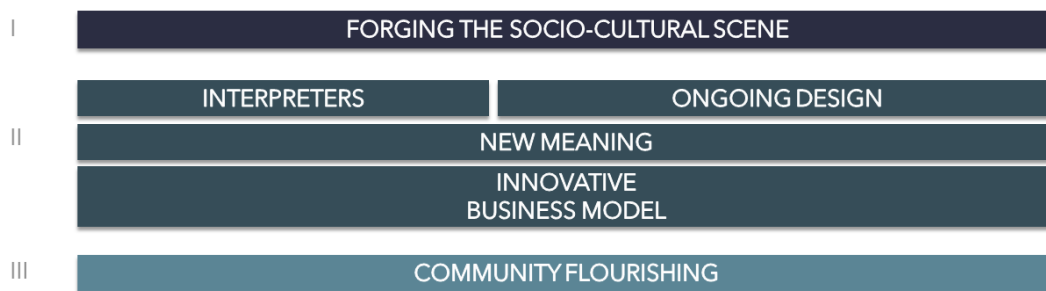 I
FORGING THE SOCIO-CULTURAL SCENE
INTERPRETERS
ONGOING DESIGN
II
NEW MEANING
INNOVATIVE
BUSINESS MODEL
III
COMMUNITY FLOURISHING